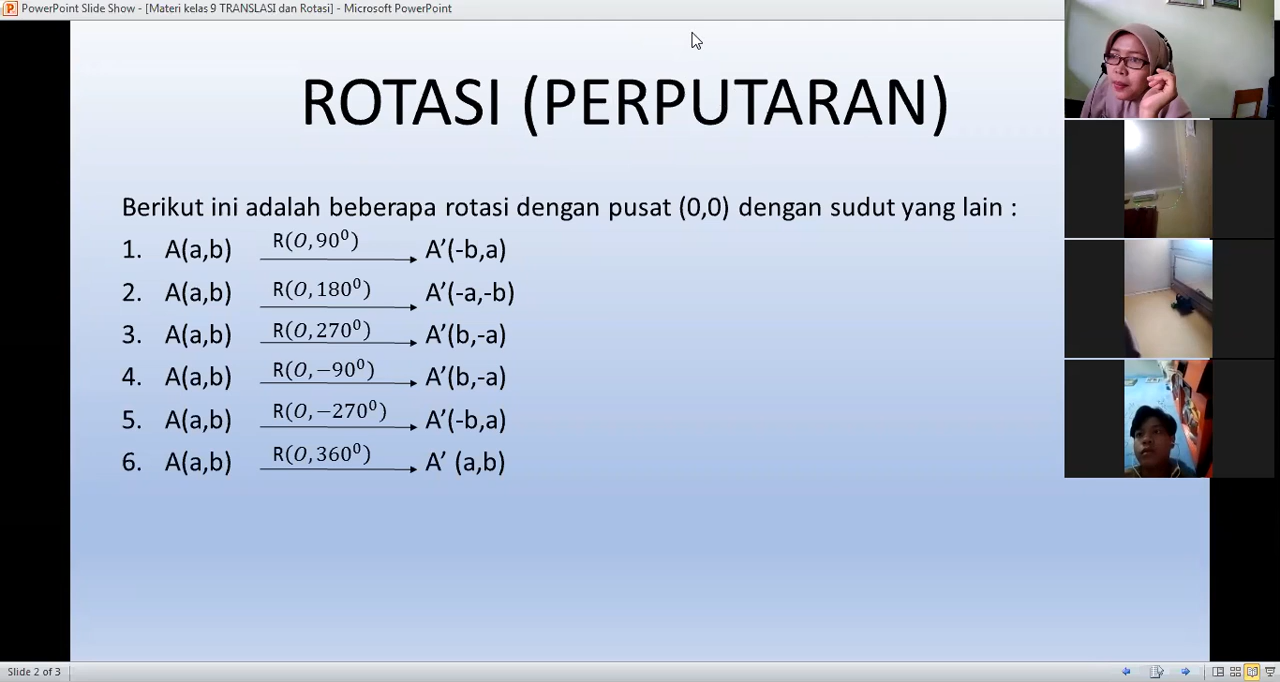 PowerPoint Slide Show - [Materi kelas 9 TRANSLASI dan Rotasi] - Microsoft PowerPoint
ROTASI (PERPUTARAN)
Berikut ini adalah beberapa rotasi dengan pusat (0,0) dengan sudut yang lain :
1. A(a,b) R(O, 90⁰) A’(-b,a)
2. A(a,b) R(O, 180⁰) A’(-a,-b)
3. A(a,b) R(O, 270⁰) A’(b,-a)
4. A(a,b) R(O, −90⁰) A’(b,-a)
5. A(a,b) R(O, −270⁰) A’(-b,a)
6. A(a,b) R(O, 360⁰) A’ (a,b)
Slide 2 of 3